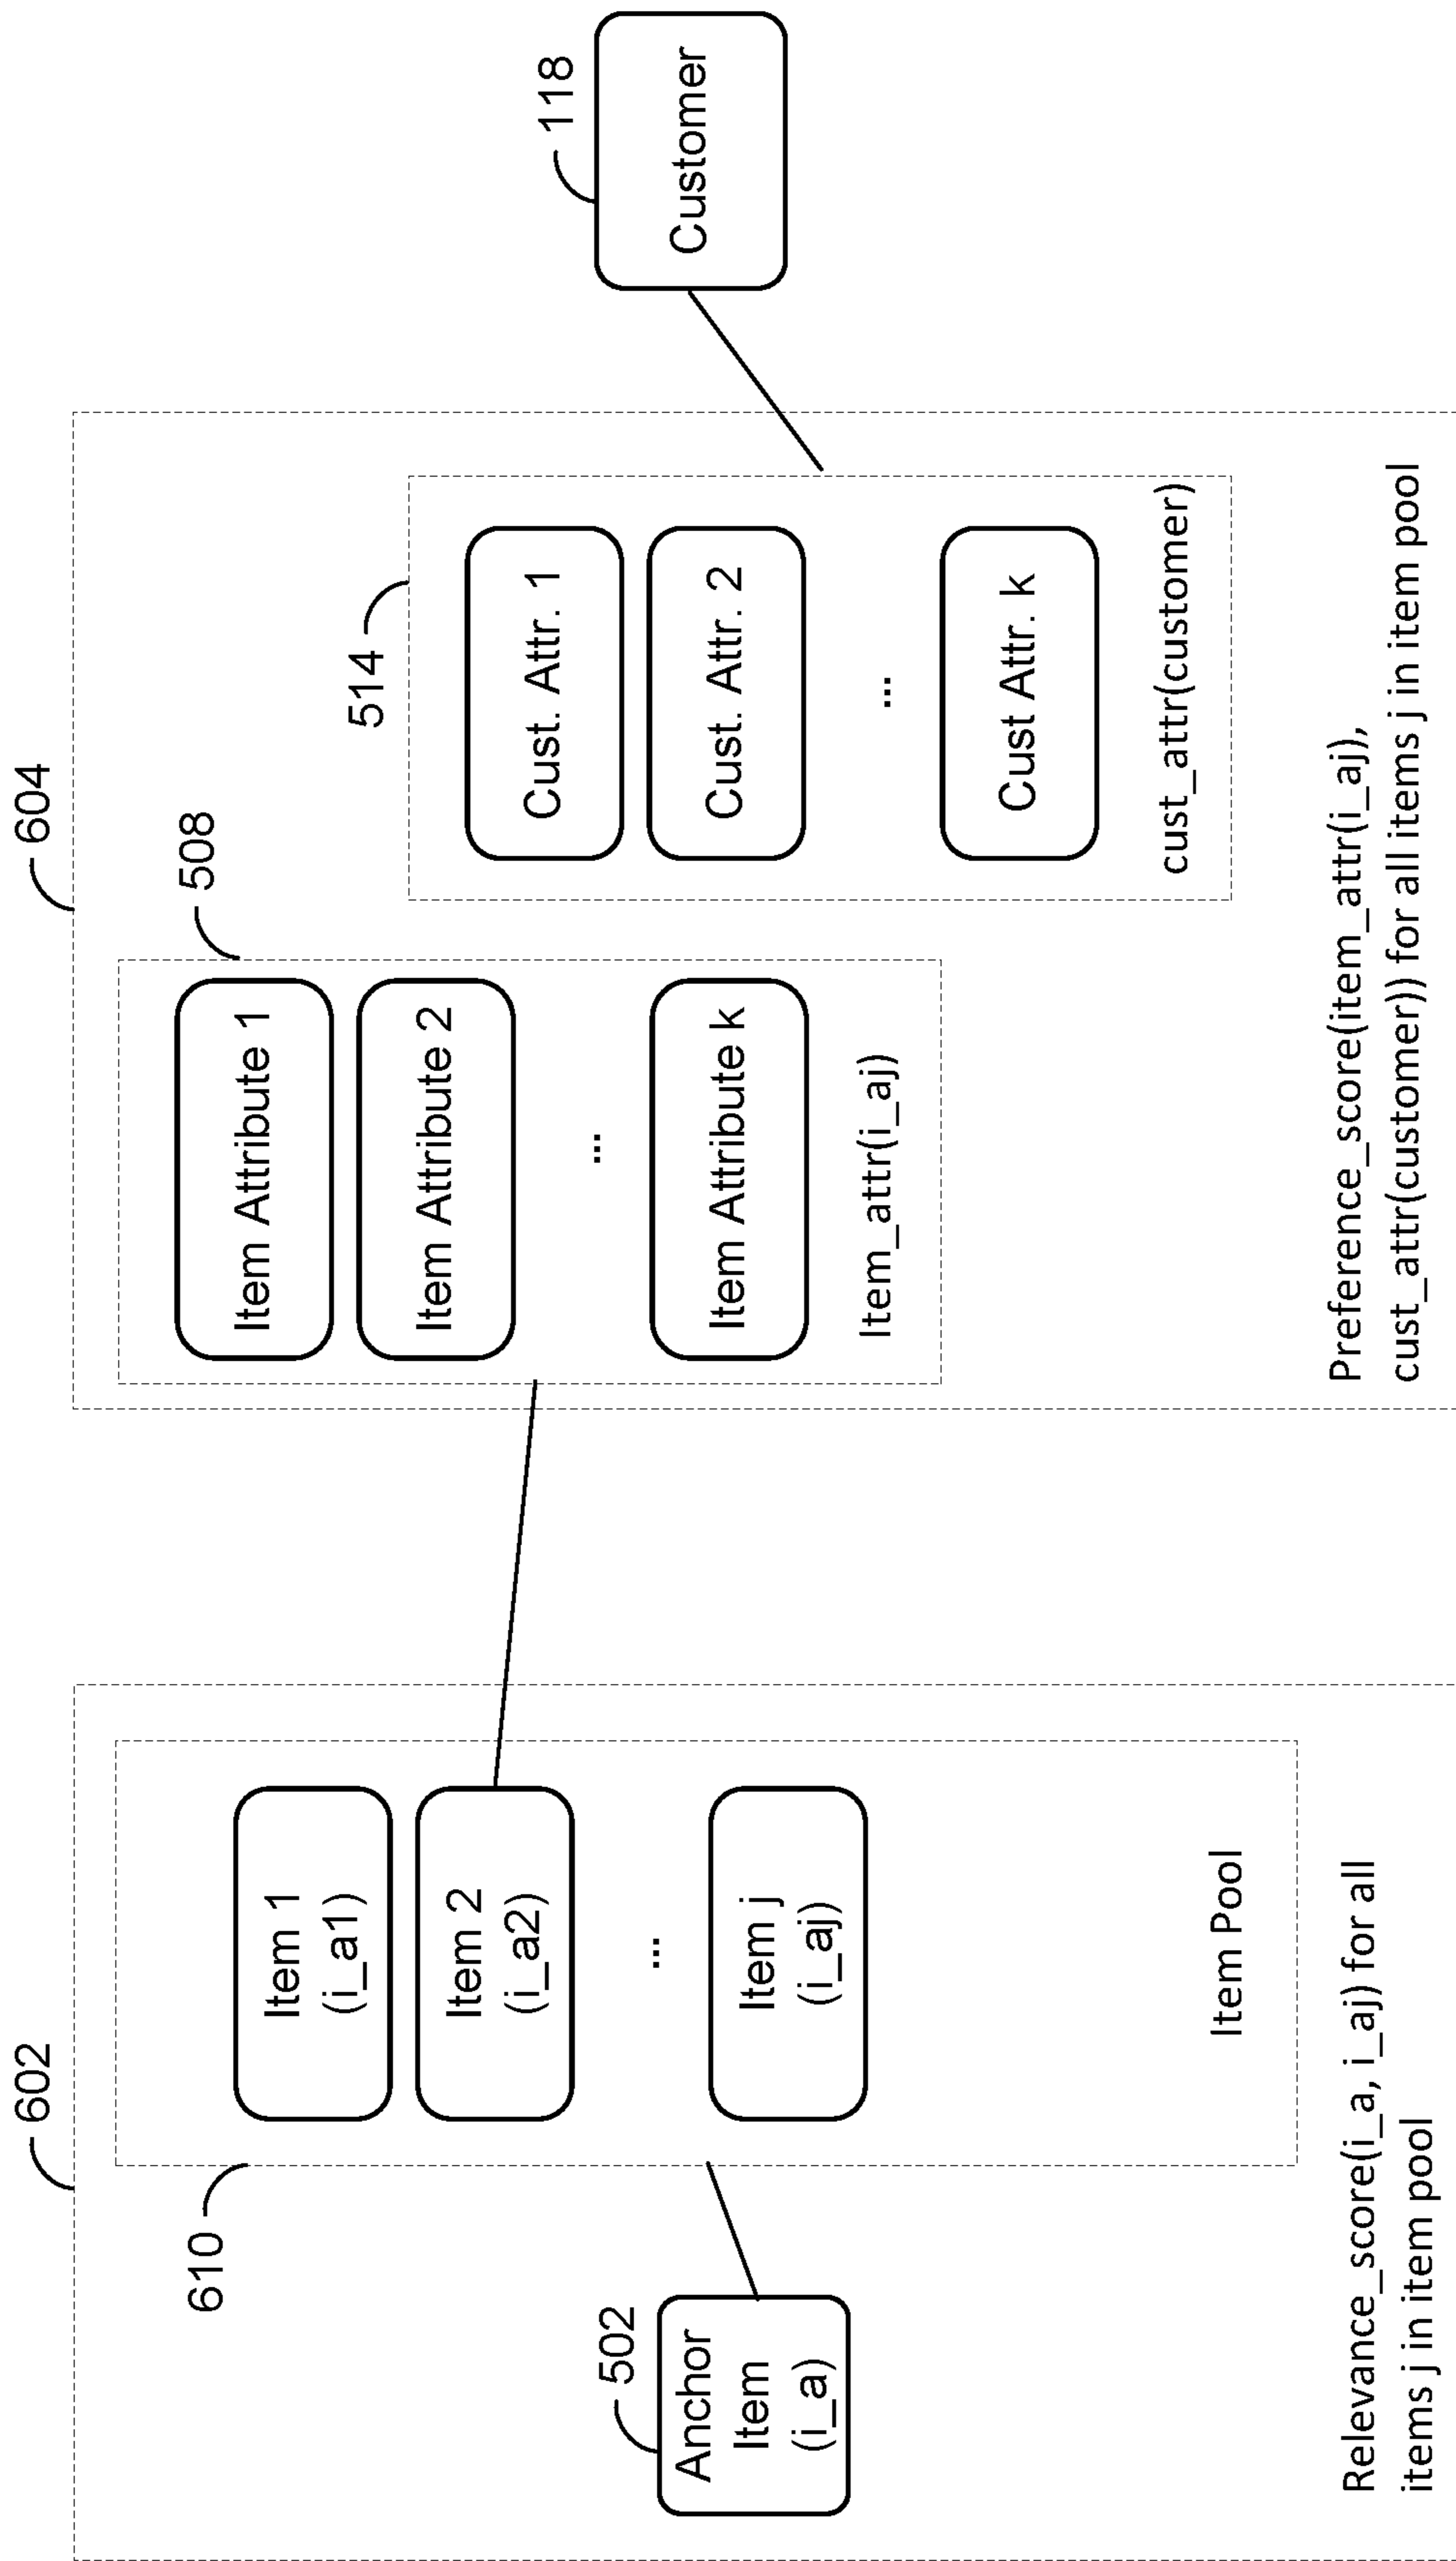 602
610
502
Anchor
Item
(i_a)
Item 1
(i_a1)
Item 2
(i_a2)
...
Item j
(i_aj)
Item Pool
Relevance_score(i_a, i_aj) for all
items j in item pool
604
508
Item Attribute 1
Item Attribute 2
...
Item Attribute k
Item_attr(i_aj)
514
Cust. Attr. 1
Cust. Attr. 2
...
Cust Attr. k
cust_attr(customer)
Preference_score(item_attr(i_aj),
cust_attr(customer)) for all items j in item pool
118
Customer